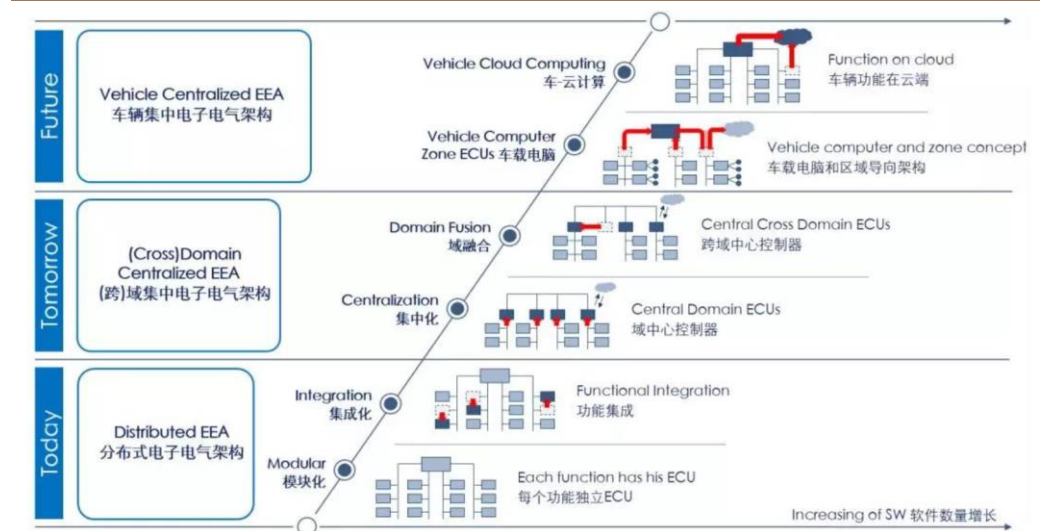 Future
Vehicle Centralized EEA
车辆集中电子电气架构
Vehicle Cloud Computing
车-云计算
Function on cloud
车辆功能在云端
Vehicle Computer
Zone ECUs 车载电脑
Vehicle computer and zone concept
车载电脑和区域导向架构
Tomorrow
(Cross)Domain
Centralized EEA
(跨)域集中电子电气架构
Domain Fusion
域融合
Central Cross Domain ECUs
跨域中心控制器
Centralization
集中化
Central Domain ECUs
域中心控制器
Today
Distributed EEA
分布式电子电气架构
Integration
集成化
Functional Integration
功能集成
Modular
模块化
Each function has his ECU
每个功能独立ECU
Increasing of SW 软件数量增长